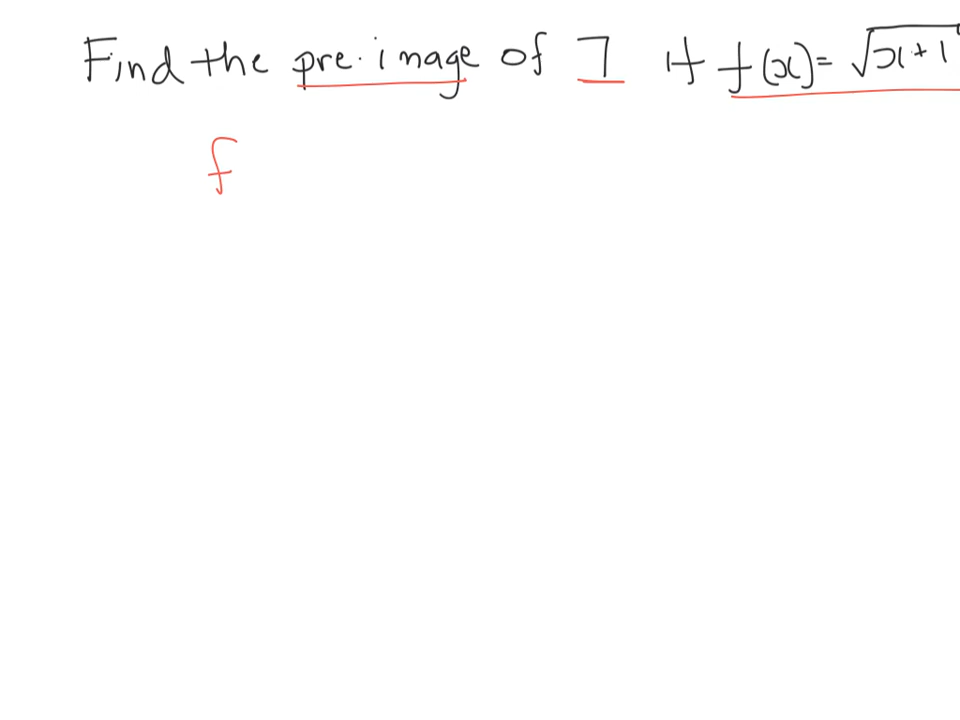 Find the pre-image of 7 if f(x)= √x+1
f